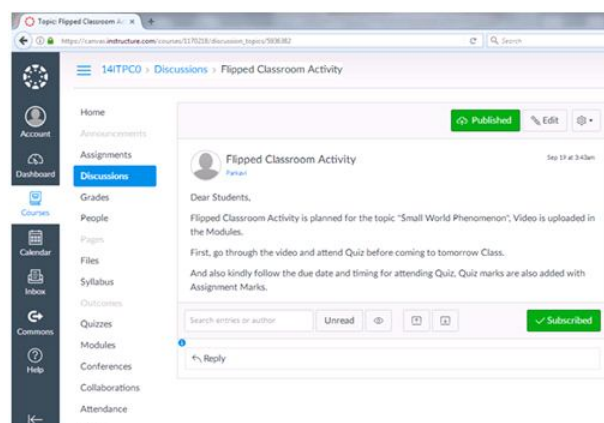 Topic: Flipped Classroom Ac
https://canvas.instructure.com/courses/1170218/discussion_topics/5936382
Search
14ITPC0 › Discussions › Flipped Classroom Activity
Account
Dashboard
Courses
Calendar
Inbox
Commons
Help
Home
Announcements
Assignments
Discussions
Grades
People
Pages
Files
Syllabus
Outcomes
Quizzes
Modules
Conferences
Collaborations
Attendance
Published
Edit
Flipped Classroom Activity
Sep 19 at 3:43am
Dear Students,
Flipped Classroom Activity is planned for the topic "Small World Phenomenon", Video is uploaded in
the Modules.
First, go through the video and attend Quiz before coming to tomorrow Class.
And also kindly follow the due date and timing for attending Quiz, Quiz marks are also added with
Assignment Marks.
Search entries or author
Unread
Subscribed
Reply